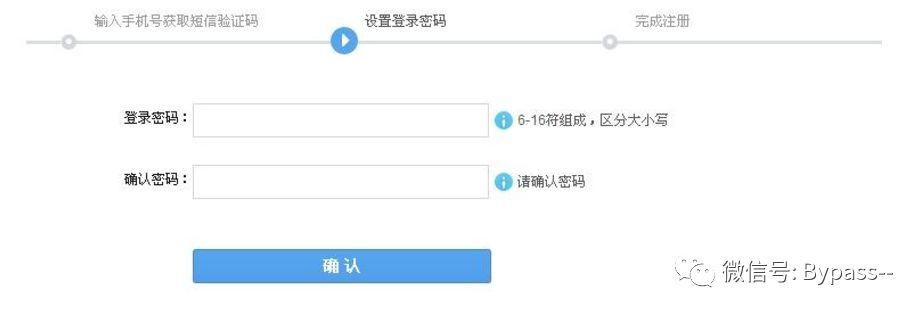 输入手机号获取短信验证码
设置登录密码
完成注册
登录密码：
6-16符组成，区分大小写
确认密码：
请确认密码
确 认
微信号: Bypass--